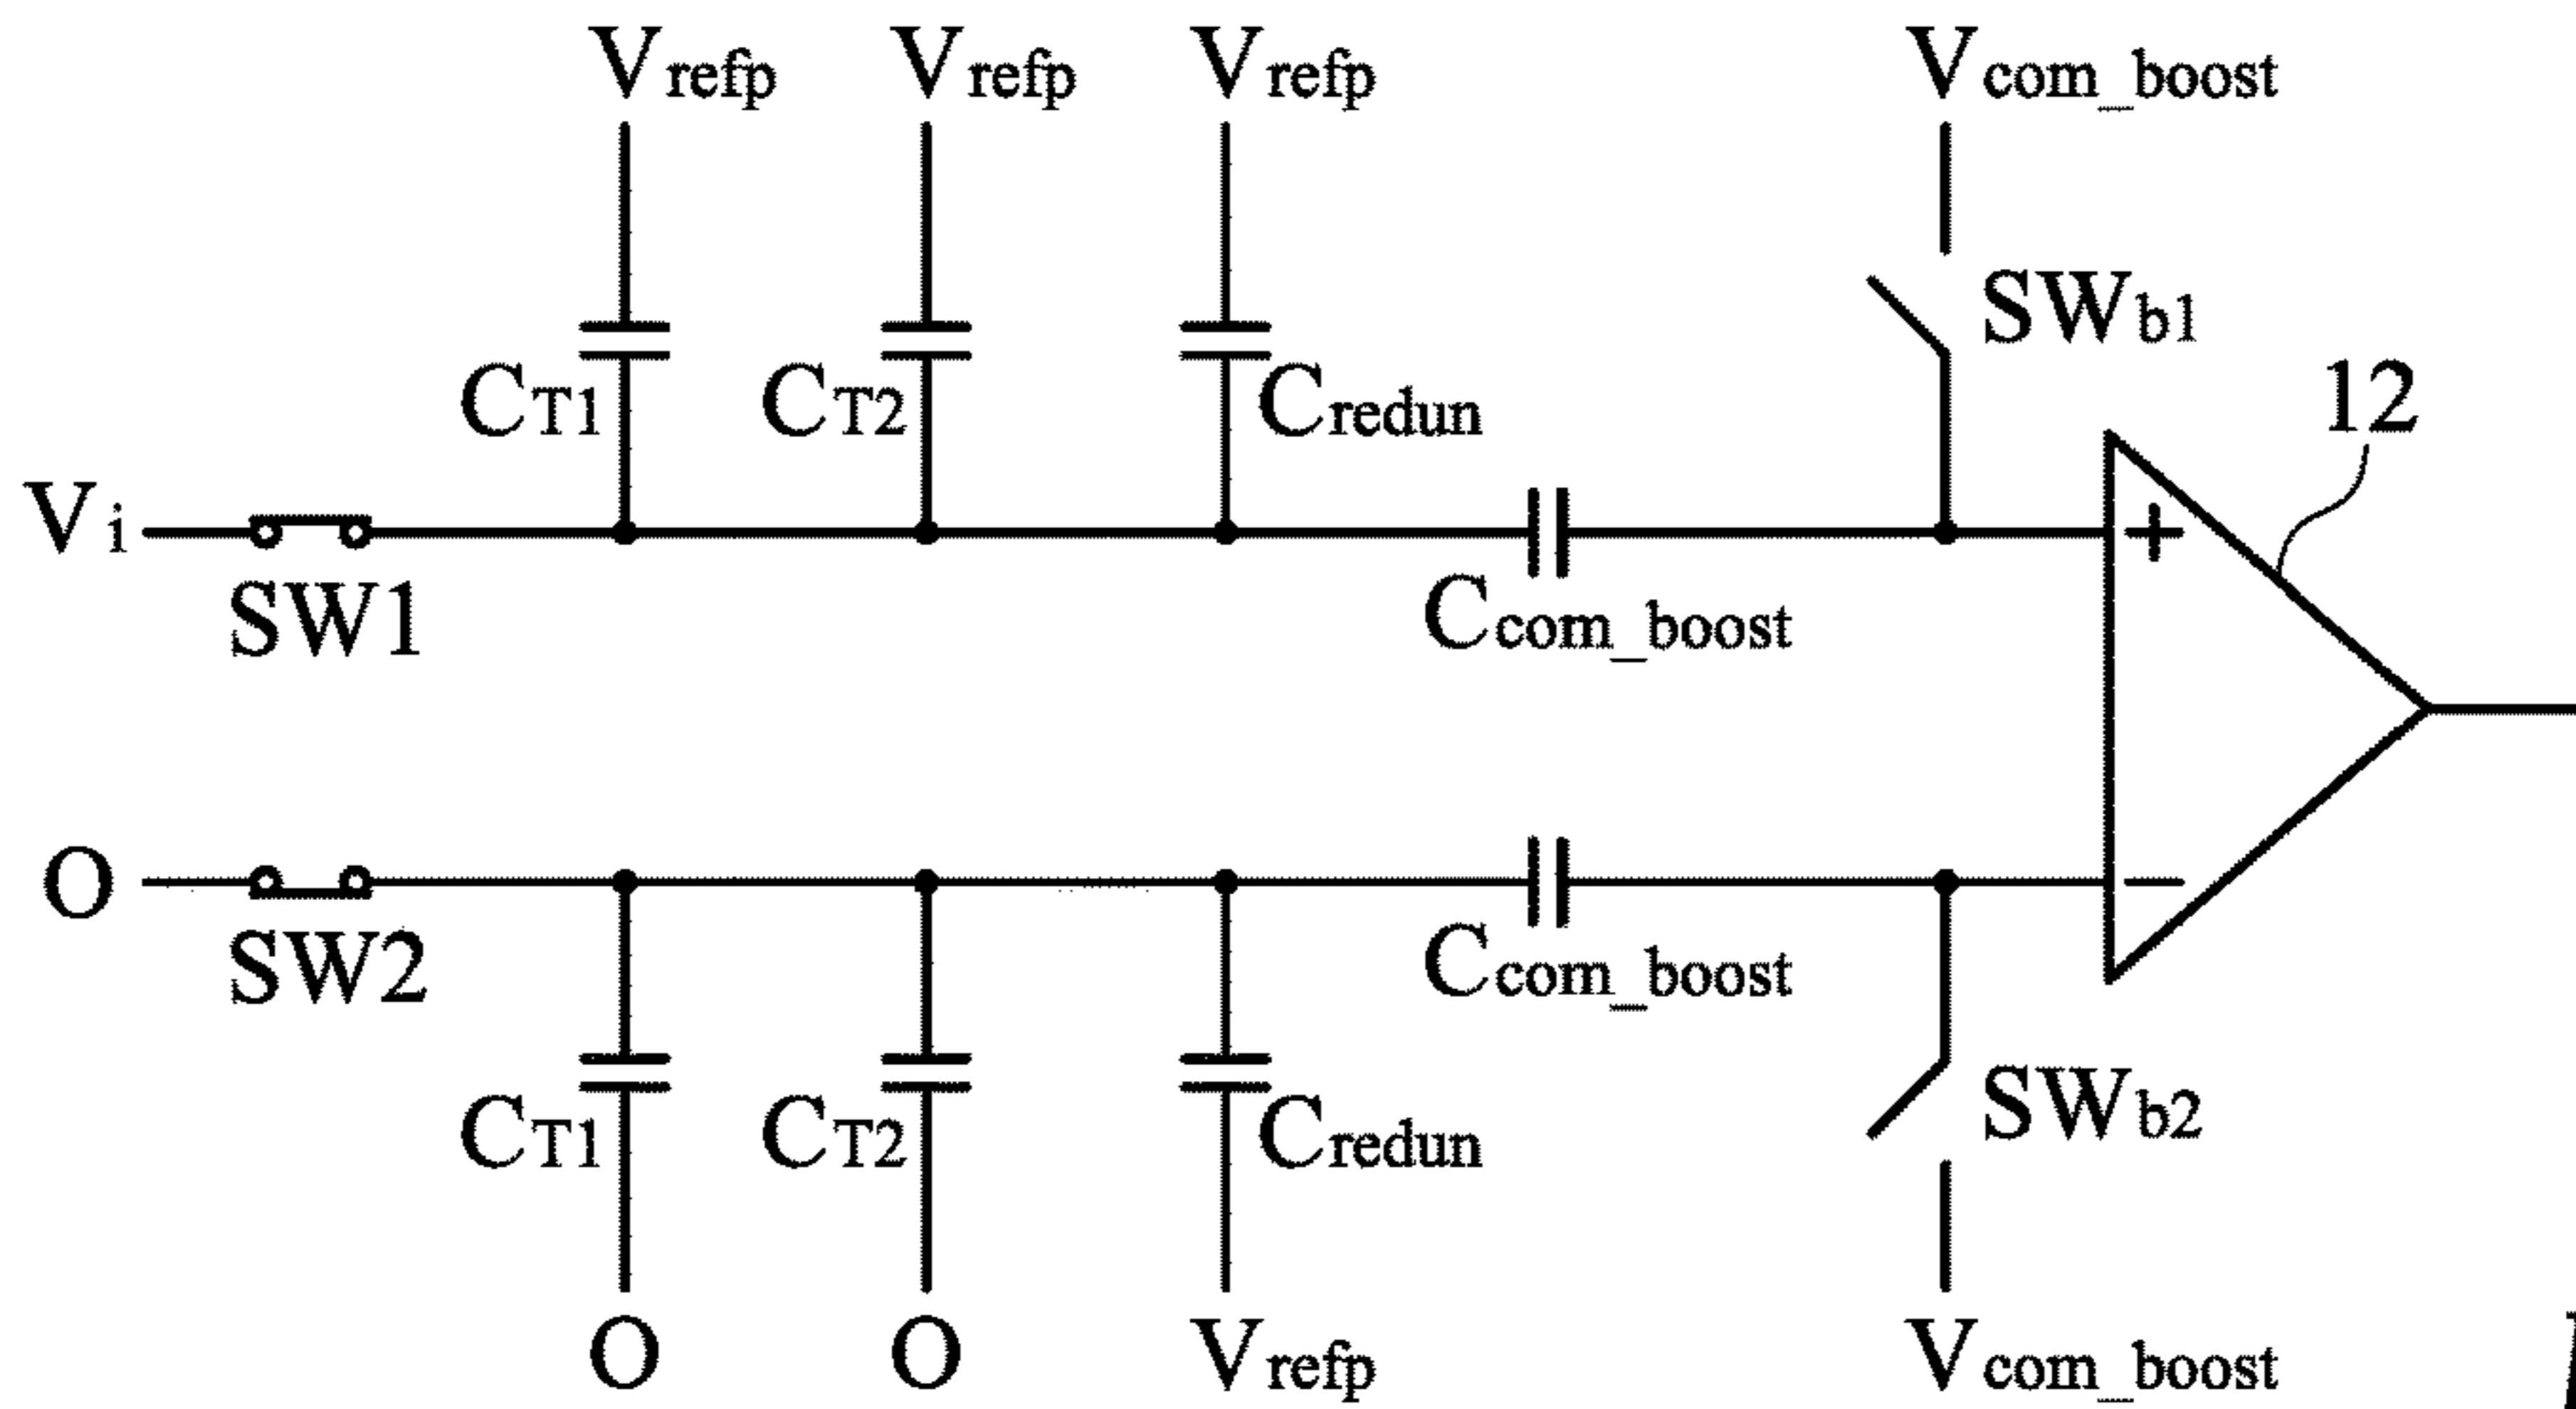 Vrefp Vrefp Vrefp Vcom_boost
SWb1
12
CT1 CT2 Credun
Vi
+
SW1
Ccom_boost
O
−
SW2
Ccom_boost
CT1 CT2 Credun
SWb2
O O Vrefp Vcom_boost